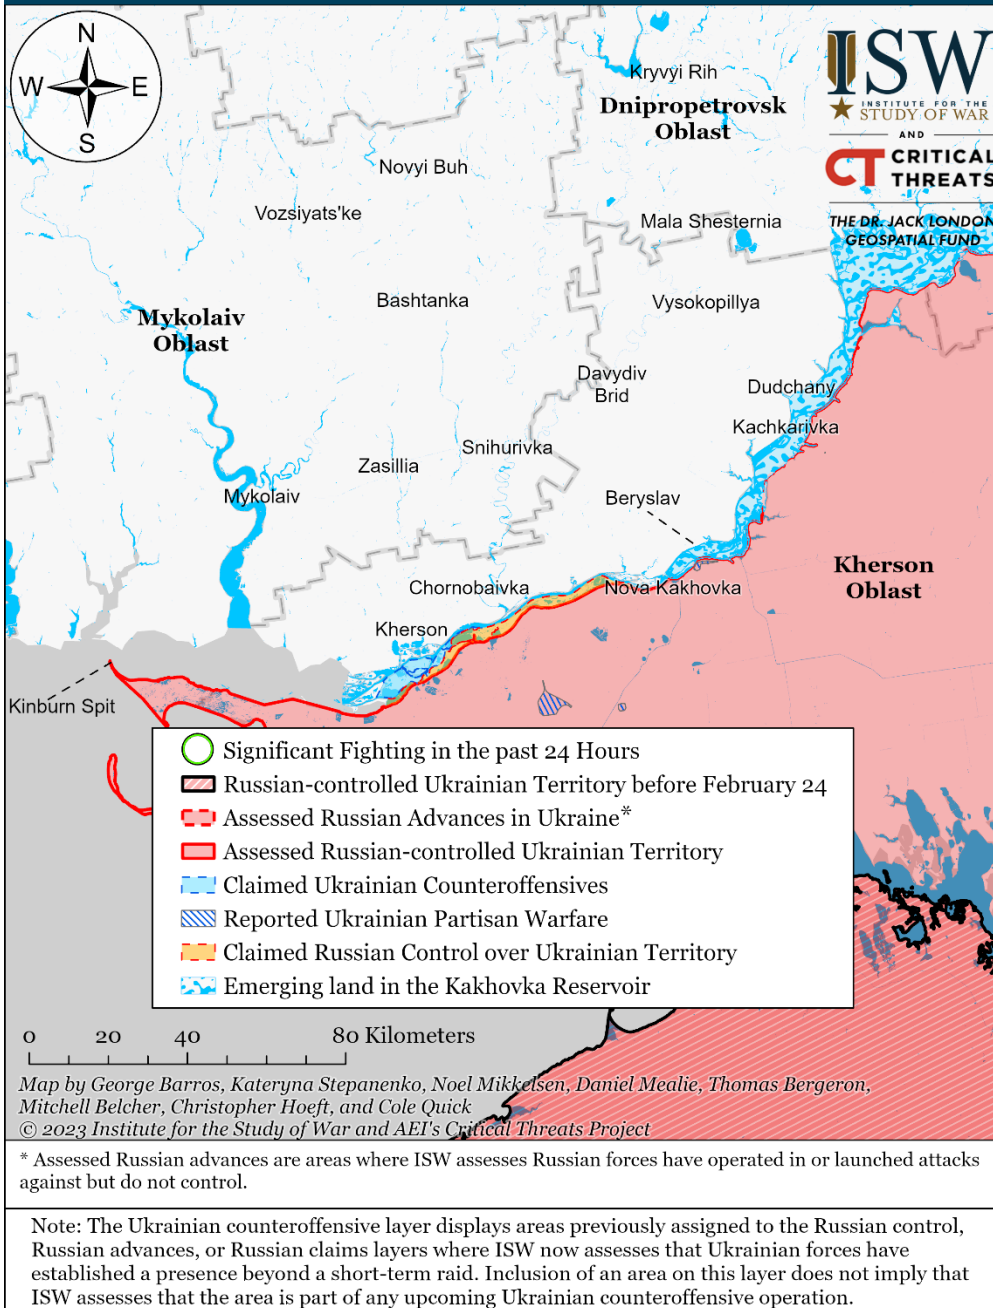 N
W
E
S
Kryvyi Rih
Dnipropetrovsk
Oblast
ISW
INSTITUTE FOR THE
STUDY OF WAR
AND
CT CRITICAL
THREATS
THE DR. JACK LONDON
GEOSPATIAL FUND
Novyi Buh
Vozsiyats'ke
Mala Shesternia
Bashtanka
Vysokopillya
Mykolaiv
Oblast
Davydiv
Brid
Dudchany
Kachkarivka
Snihurivka
Zasillia
Mykolaiv
Beryslav
Kherson
Oblast
Chornobaivka
Nova Kakhovka
Kherson
Kinburn Spit
Significant Fighting in the past 24 Hours
Russian-controlled Ukrainian Territory before February 24
Assessed Russian Advances in Ukraine*
Assessed Russian-controlled Ukrainian Territory
Claimed Ukrainian Counteroffensives
Reported Ukrainian Partisan Warfare
Claimed Russian Control over Ukrainian Territory
Emerging land in the Kakhovka Reservoir
0 20 40 80 Kilometers
Map by George Barros, Kateryna Stepanenko, Noel Mikkelsen, Daniel Mealie, Thomas Bergeron,
Mitchell Belcher, Christopher Hoeft, and Cole Quick
© 2023 Institute for the Study of War and AEI's Critical Threats Project
* Assessed Russian advances are areas where ISW assesses Russian forces have operated in or launched attacks
against but do not control.
Note: The Ukrainian counteroffensive layer displays areas previously assigned to the Russian control,
Russian advances, or Russian claims layers where ISW now assesses that Ukrainian forces have
established a presence beyond a short-term raid. Inclusion of an area on this layer does not imply that
ISW assesses that the area is part of any upcoming Ukrainian counteroffensive operation.